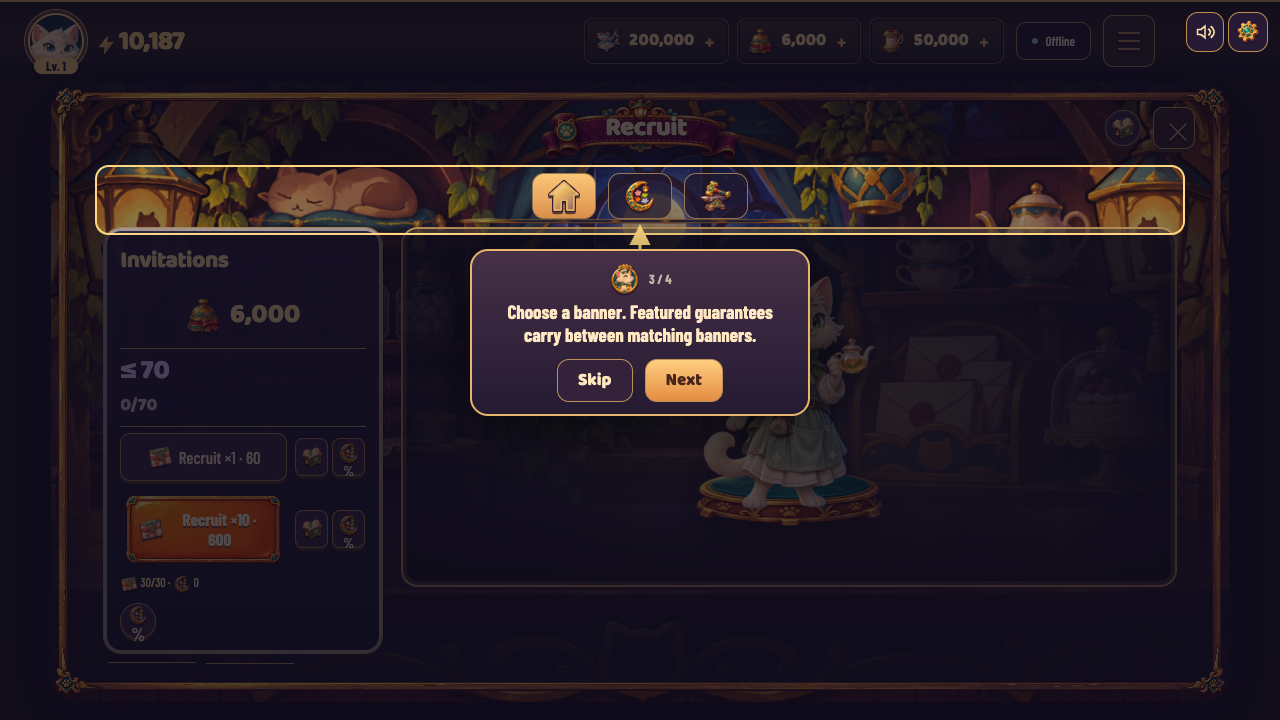 10,187
Lv. 1
200,000 +
6,000 +
50,000 +
Offline
Recruit
Invitations
6,000
≤ 70
0/70
Recruit ×1 · 60
%
Recruit ×10 ·
600
%
30/30 · 0
%
3 / 4
Choose a banner. Featured guarantees
carry between matching banners.
Skip
Next